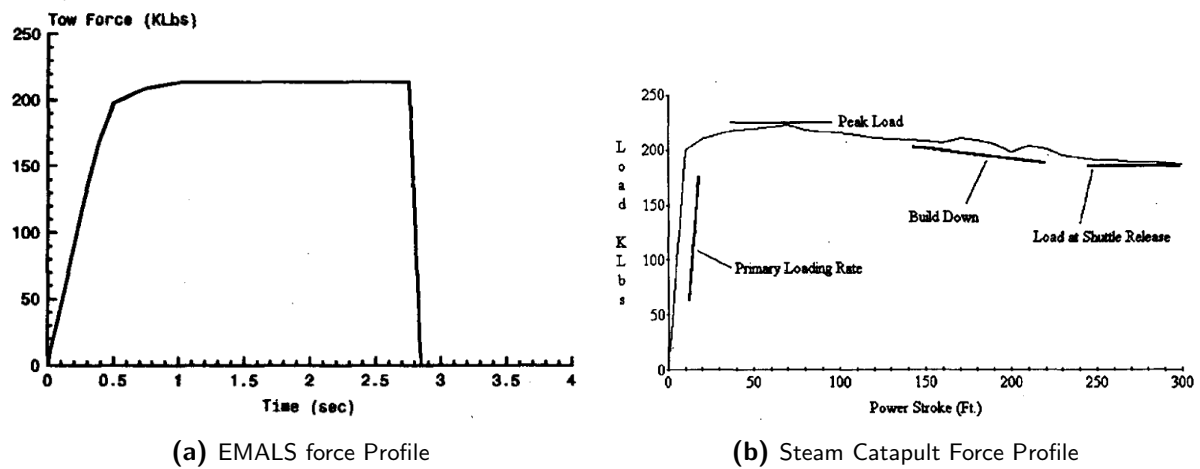 Tow Force (KLbs)
250
200
150
100
50
0
0 0.5 1 1.5 2 2.5 3 3.5 4
Time (sec)
(a) EMALS force Profile
250
200
150
100
50
0
Load KLbs
Peak Load
Build Down
Load at Shuttle Release
Primary Loading Rate
0 50 100 150 200 250 300
Power Stroke (Ft.)
(b) Steam Catapult Force Profile